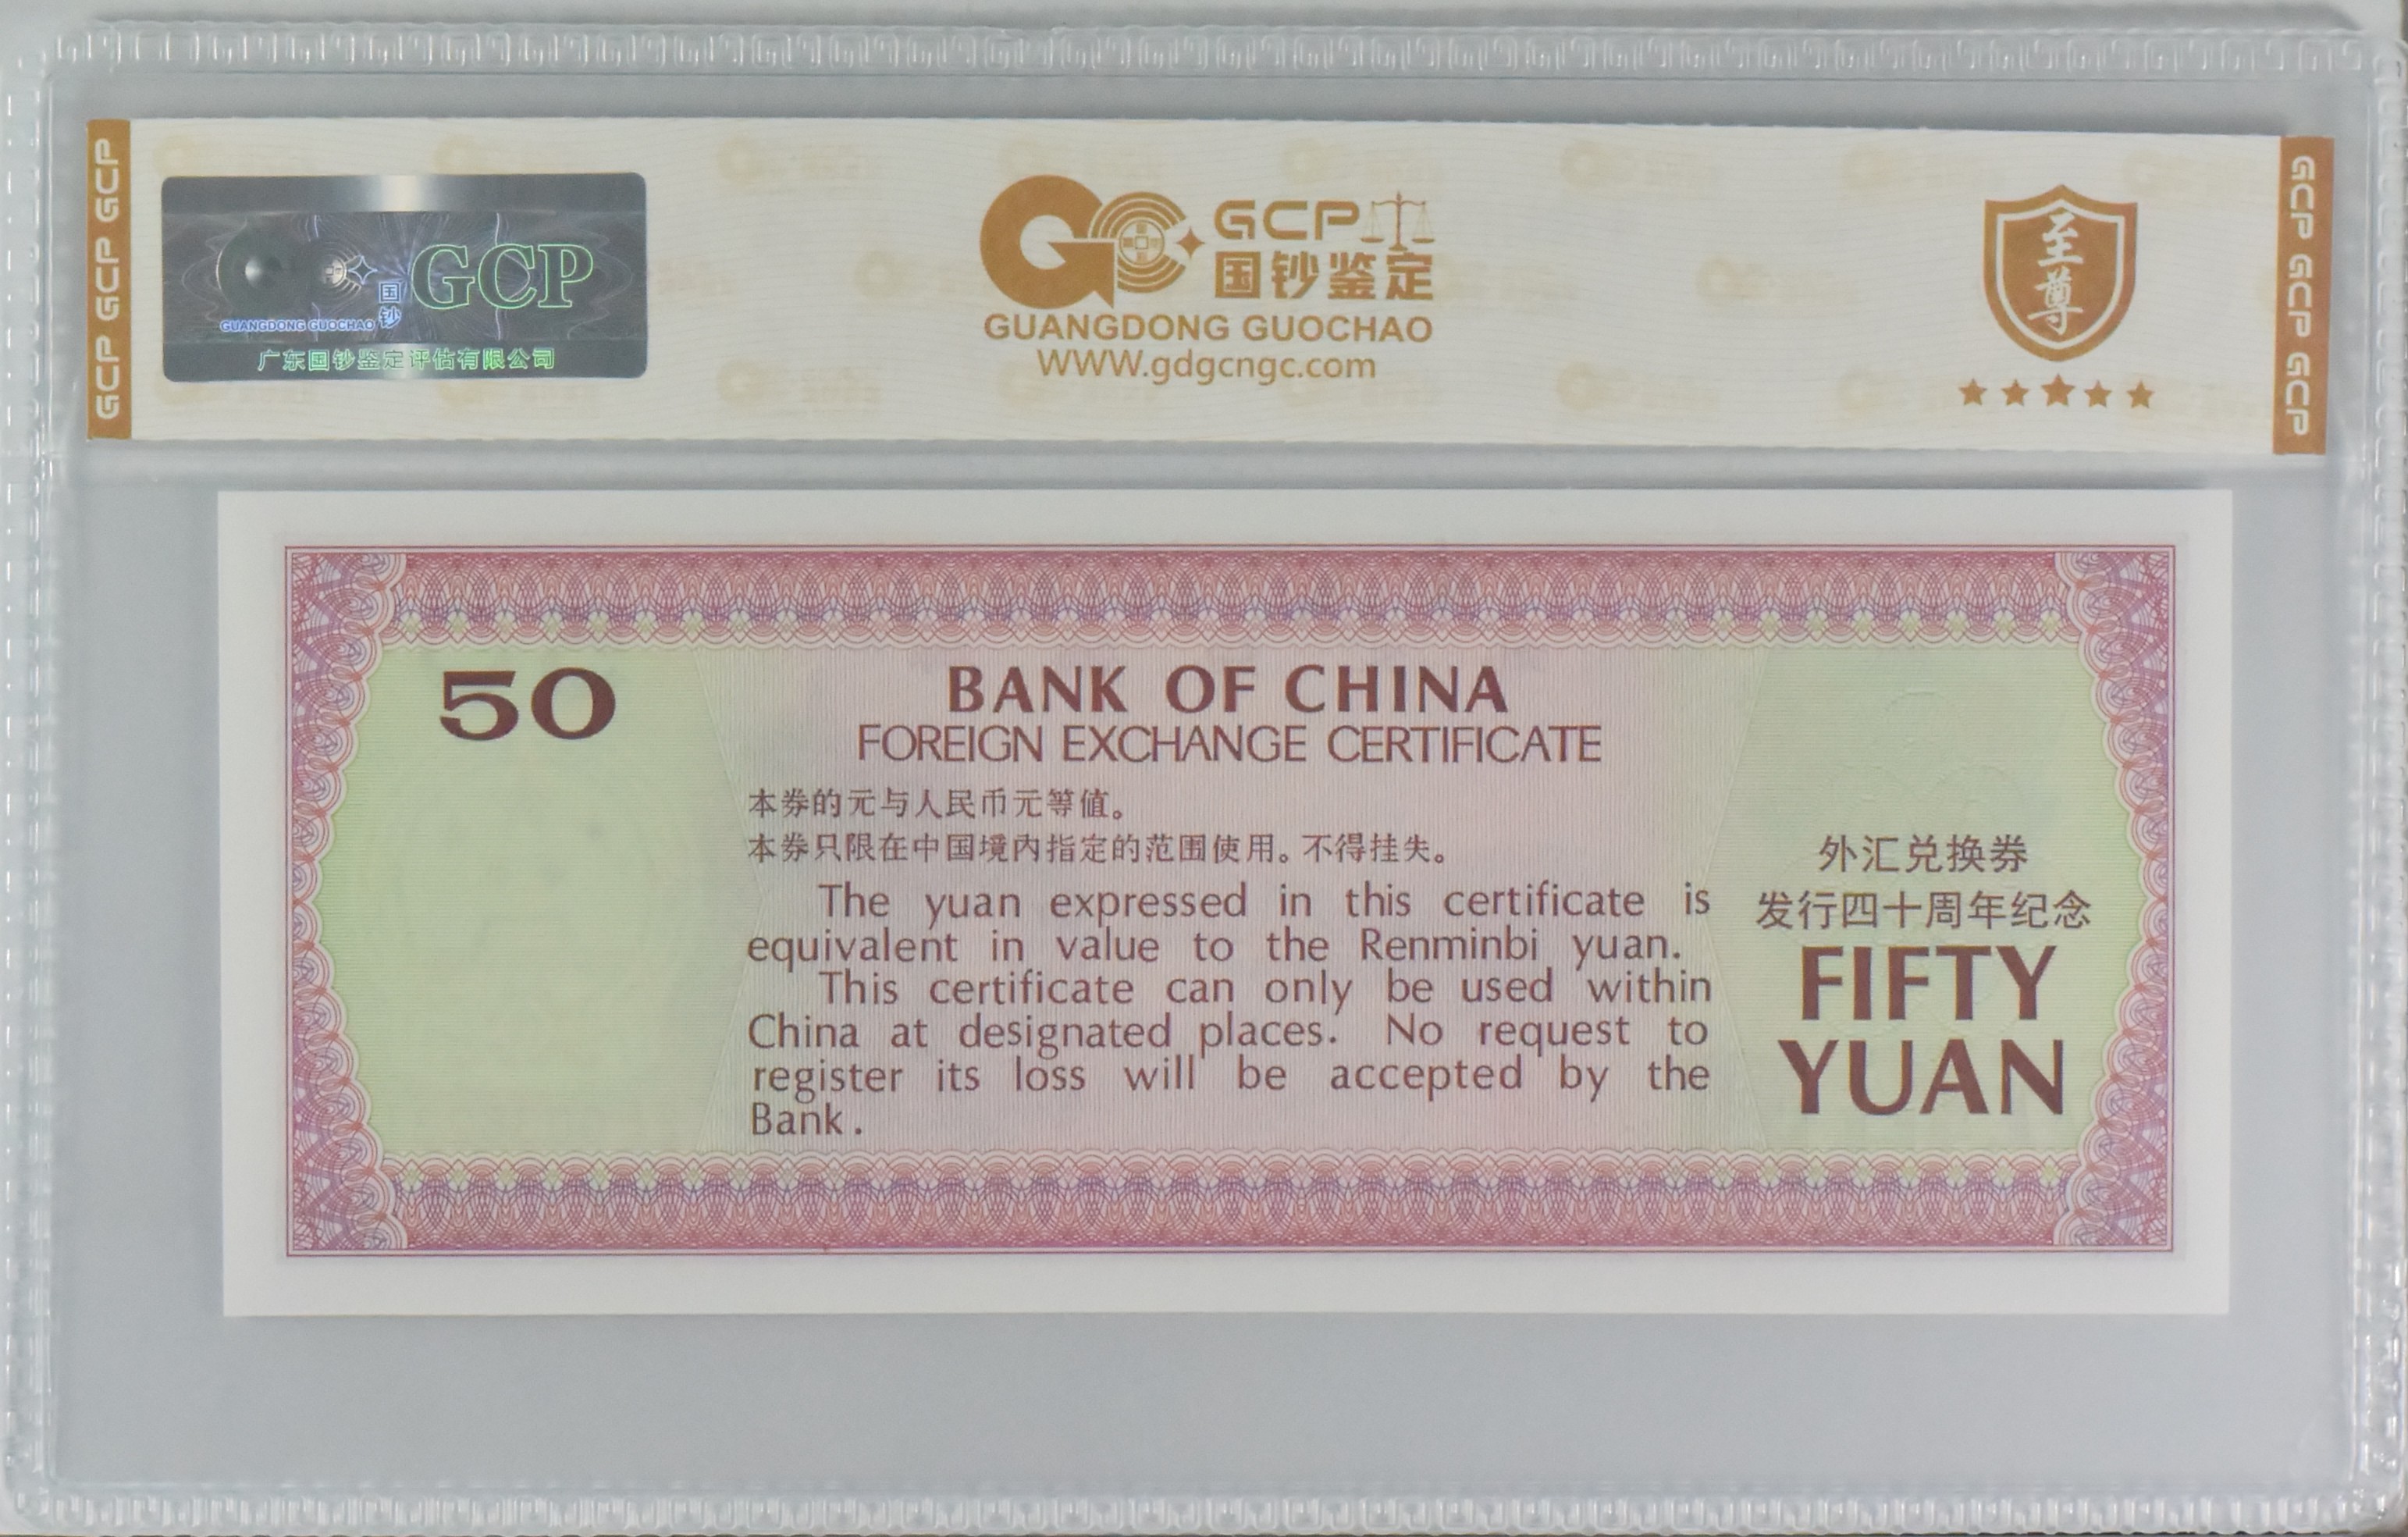 GCP GCP GCP
国钞
GCP
GUANGDONG GUOCHAO
广东国钞鉴定评估有限公司
GCP
国钞鉴定
GUANGDONG GUOCHAO
WWW.gdgcngc.com
至尊
GCP GCP GCP
50
BANK OF CHINA
FOREIGN EXCHANGE CERTIFICATE
本券的元与人民币元等值。
本券只限在中国境内指定的范围使用。不得挂失。
The yuan expressed in this certificate is
equivalent in value to the Renminbi yuan.
This certificate can only be used within
China at designated places. No request to
register its loss will be accepted by the
Bank.
外汇兑换券
发行四十周年纪念
FIFTY
YUAN